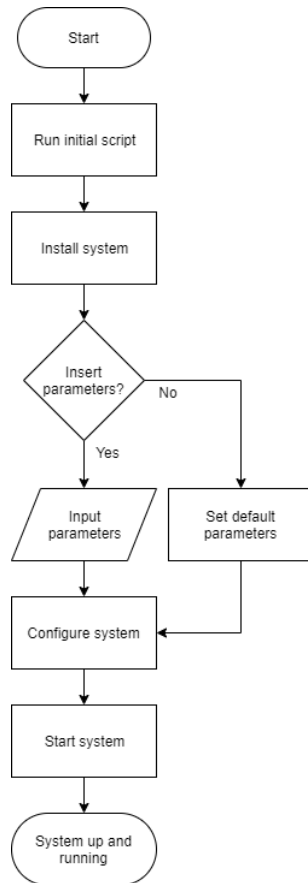 Start
Run initial script
Install system
Insert
parameters?
No
Yes
Input
parameters
Set default
parameters
Configure system
Start system
System up and
running